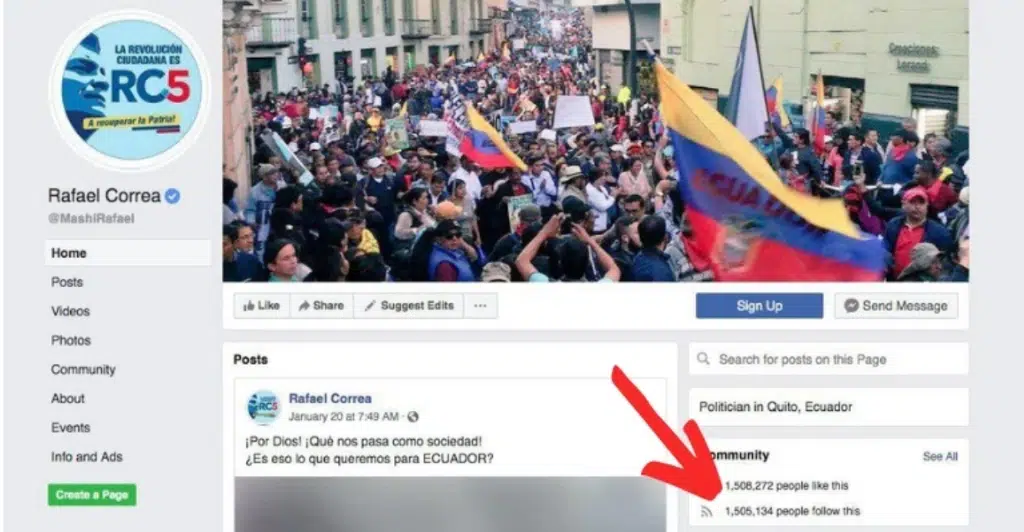 LA REVOLUCIÓN
CIUDADANA ES
RC5
A recuperar la Patria!
Rafael Correa
@MashiRafael
Home
Posts
Videos
Photos
Community
About
Events
Info and Ads
Create a Page
Creaciones
Like
Share
Suggest Edits
Sign Up
Send Message
Posts
Rafael Correa
January 20 at 7:49 AM ·
¡Por Dios! ¡Qué nos pasa como sociedad!
¿Es eso lo que queremos para ECUADOR?
Search for posts on this Page
Politician in Quito, Ecuador
ommunity
See All
1,508,272 people like this
1,505,134 people follow this